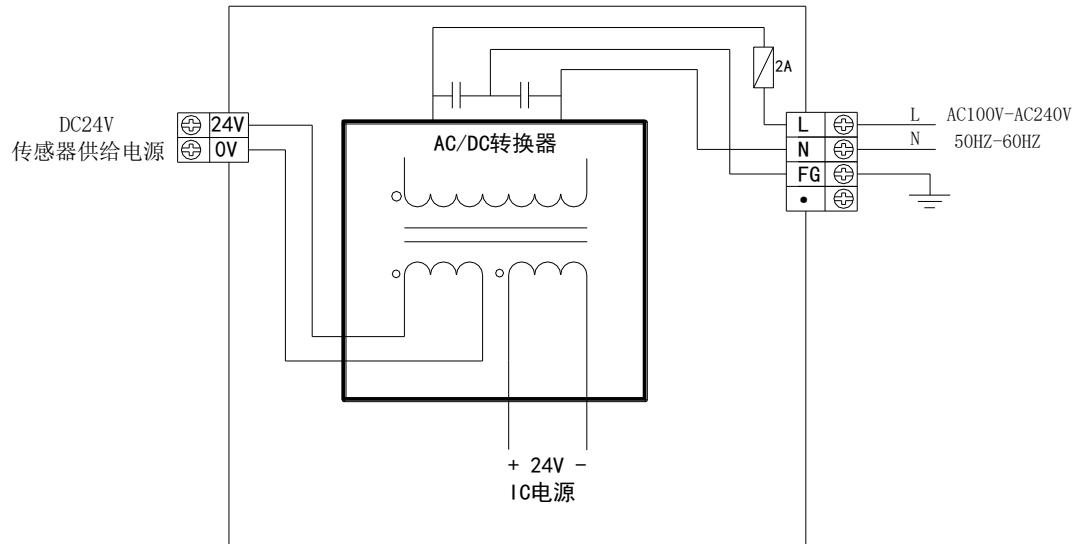 2A
DC24V
传感器供给电源
24V
0V
AC/DC转换器
L
N
FG
L
N
AC100V-AC240V
50HZ-60HZ
+ 24V -
IC电源